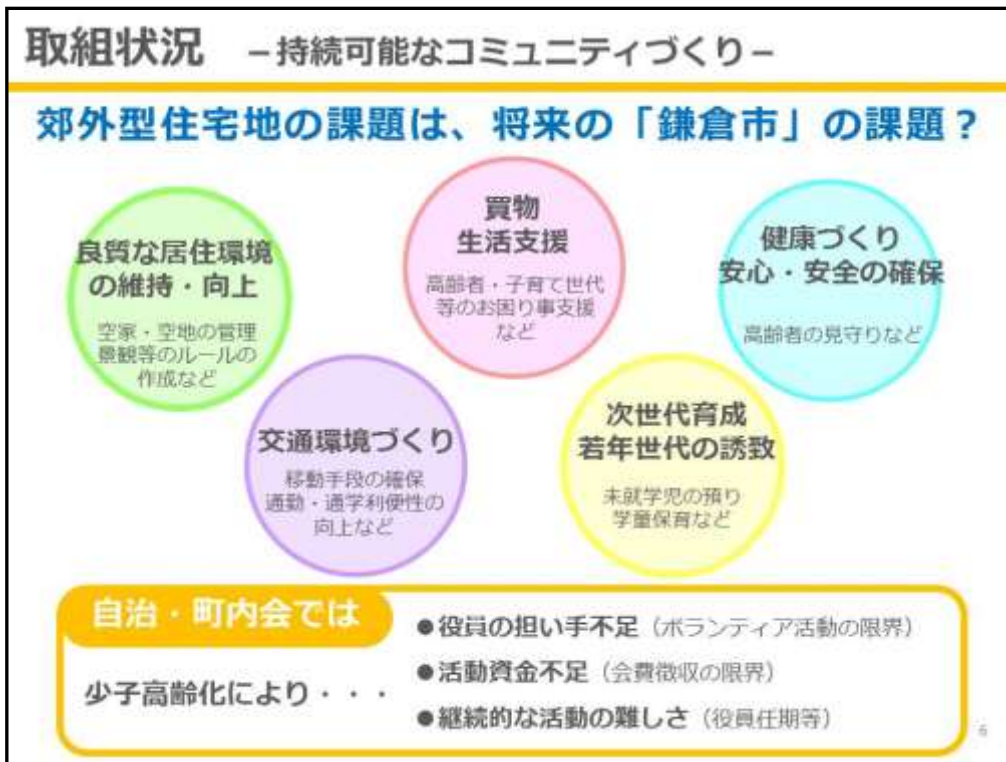 取組状況 －持続可能なコミュニティづくり－
郊外型住宅地の課題は、将来の「鎌倉市」の課題？
良質な居住環境
の維持・向上
空家・空地の管理
景観等のルールの
作成など
買物
生活支援
高齢者・子育て世代
等のお困り事支援
など
健康づくり
安心・安全の確保
高齢者の見守りなど
交通環境づくり
移動手段の確保
通勤・通学利便性の
向上など
次世代育成
若年世代の誘致
未就学児の預り
学童保育など
自治・町内会では
少子高齢化により・・・
●役員の担い手不足（ボランティア活動の限界）
●活動資金不足（会費徴収の限界）
●継続的な活動の難しさ（役員任期等）
6